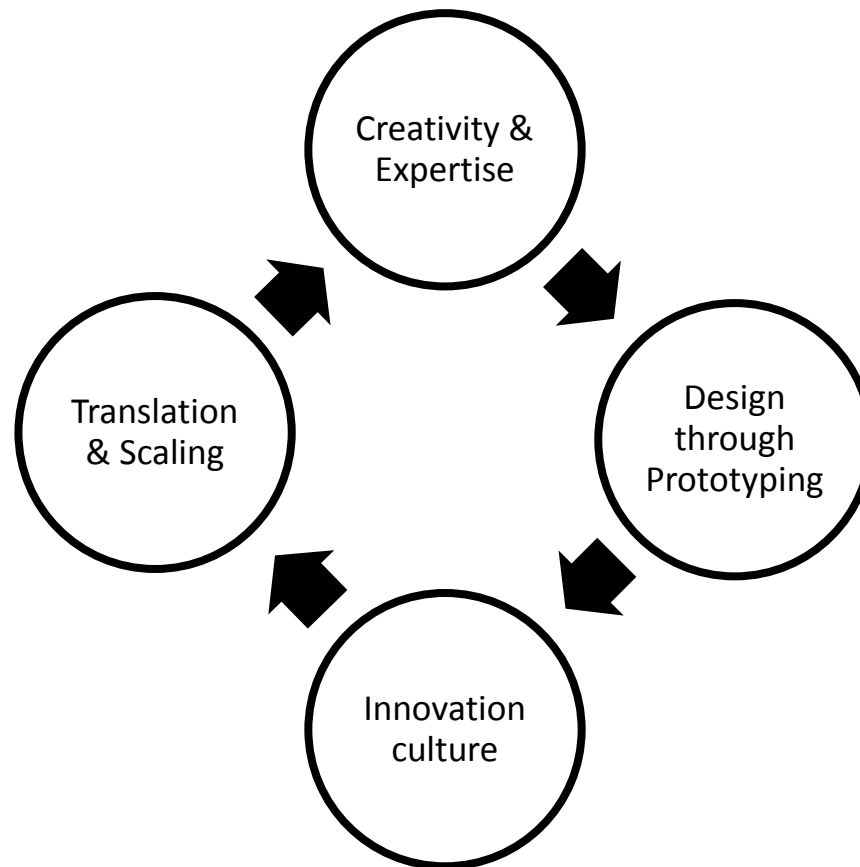 Creativity &
Expertise
Design
through
Prototyping
Innovation
culture
Translation
& Scaling